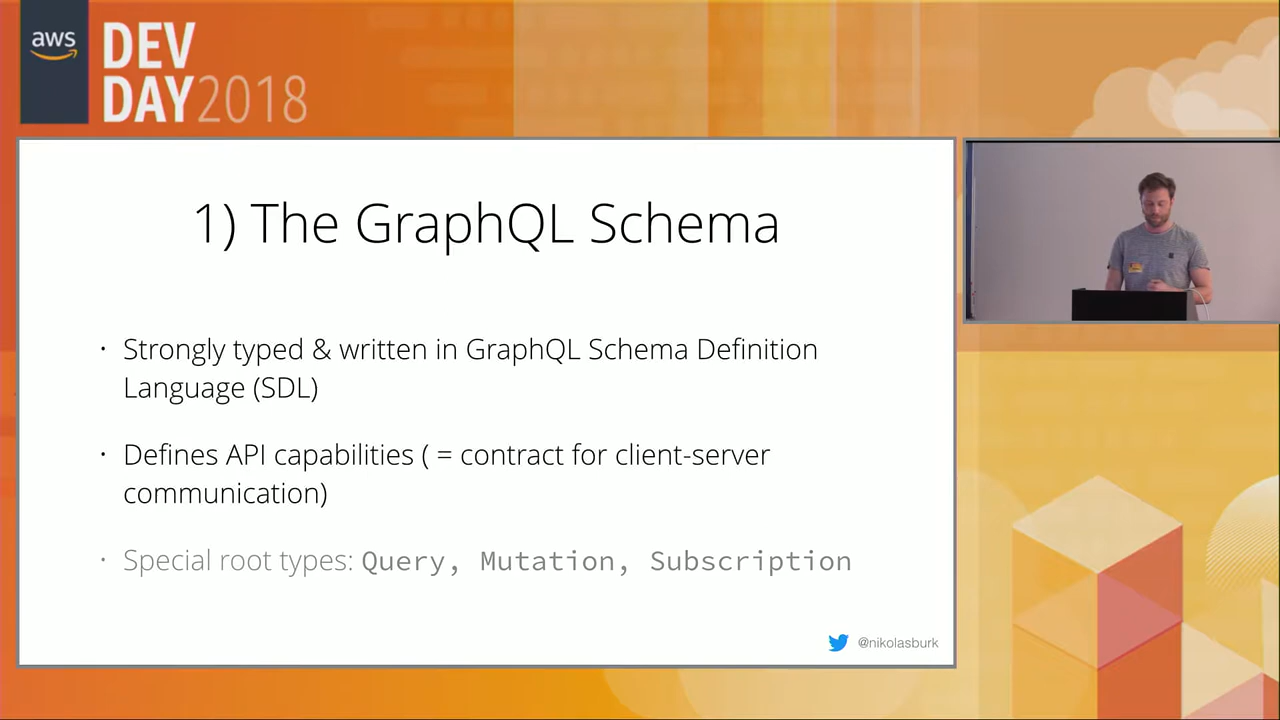 aws
DEV
DAY2018
1) The GraphQL Schema
· Strongly typed & written in GraphQL Schema Definition
Language (SDL)
· Defines API capabilities ( = contract for client-server
communication)
· Special root types: Query, Mutation, Subscription
@nikolasburk